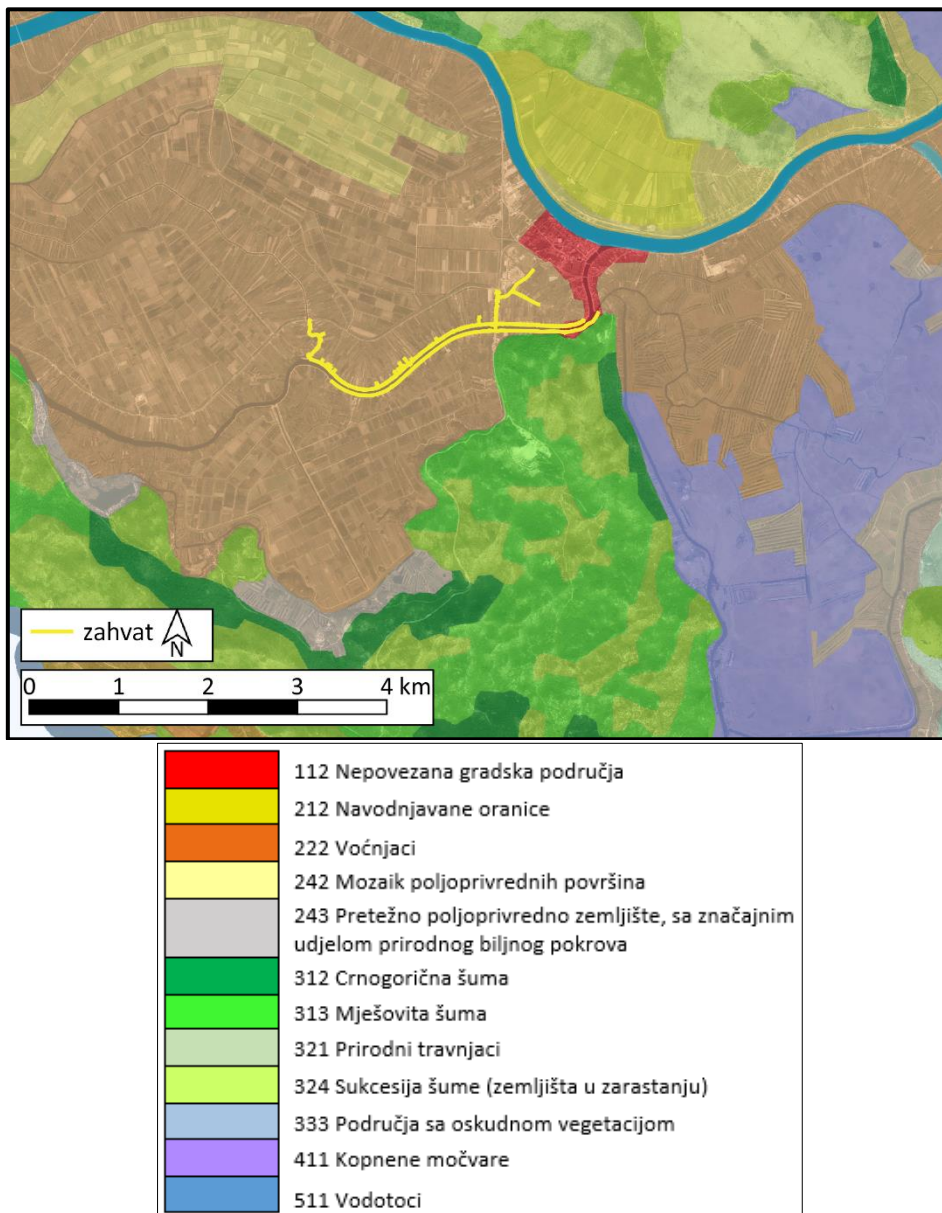 zahvat
N
0 1 2 3 4 km
112 Nepovezana gradska područja
212 Navodnjavane oranice
222 Voćnjaci
242 Mozaik poljoprivrednih površina
243 Pretežno poljoprivredno zemljište, sa značajnim
udjelom prirodnog biljnog pokrova
312 Crnogorična šuma
313 Mješovita šuma
321 Prirodni travnjaci
324 Sukcesija šume (zemljišta u zarastanju)
333 Područja sa oskudnom vegetacijom
411 Kopnene močvare
511 Vodotoci